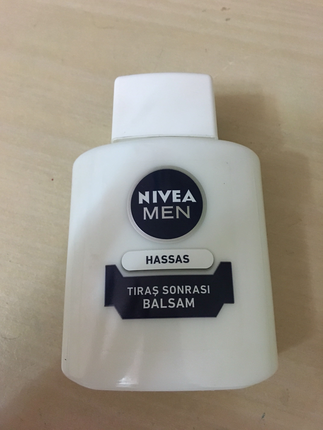 NIVEA
MEN
HASSAS
TIRAŞ SONRASI
BALSAM